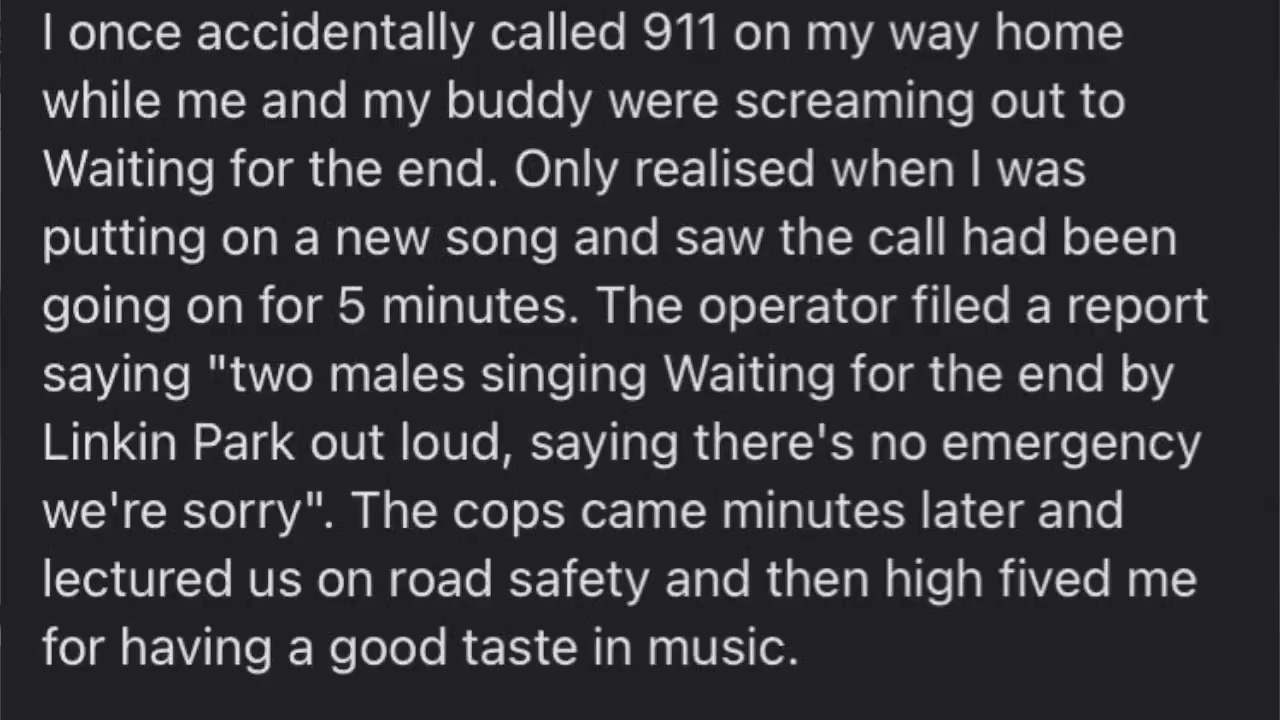 I once accidentally called 911 on my way home
while me and my buddy were screaming out to
Waiting for the end. Only realised when I was
putting on a new song and saw the call had been
going on for 5 minutes. The operator filed a report
saying "two males singing Waiting for the end by
Linkin Park out loud, saying there's no emergency
we're sorry". The cops came minutes later and
lectured us on road safety and then high fived me
for having a good taste in music.